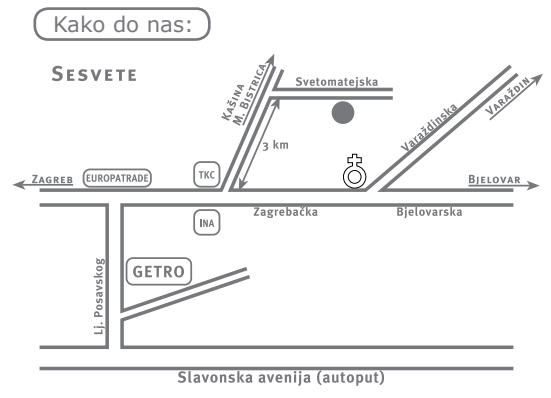 Kako do nas:
SESVETE
KAŠINA
M. BISTRICA
Svetomatejska
VARAŽDIN
Varaždinska
3 km
ZAGREB
EUROPATRADE
TKC
BJELOVAR
INA
Zagrebačka
Bjelovarska
Lj. Posavskog
GETRO
Slavonska avenija (autoput)